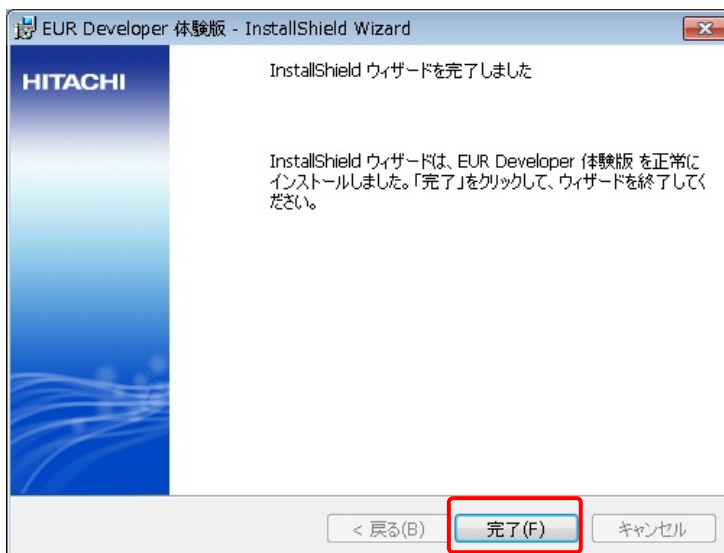 EUR Developer 体験版 - InstallShield Wizard
HITACHI
InstallShield ウィザードを完了しました
InstallShield ウィザードは、EUR Developer 体験版 を正常に
インストールしました。「完了」をクリックして、ウィザードを終了してく
ださい。
< 戻る(B)
完了(F)
キャンセル